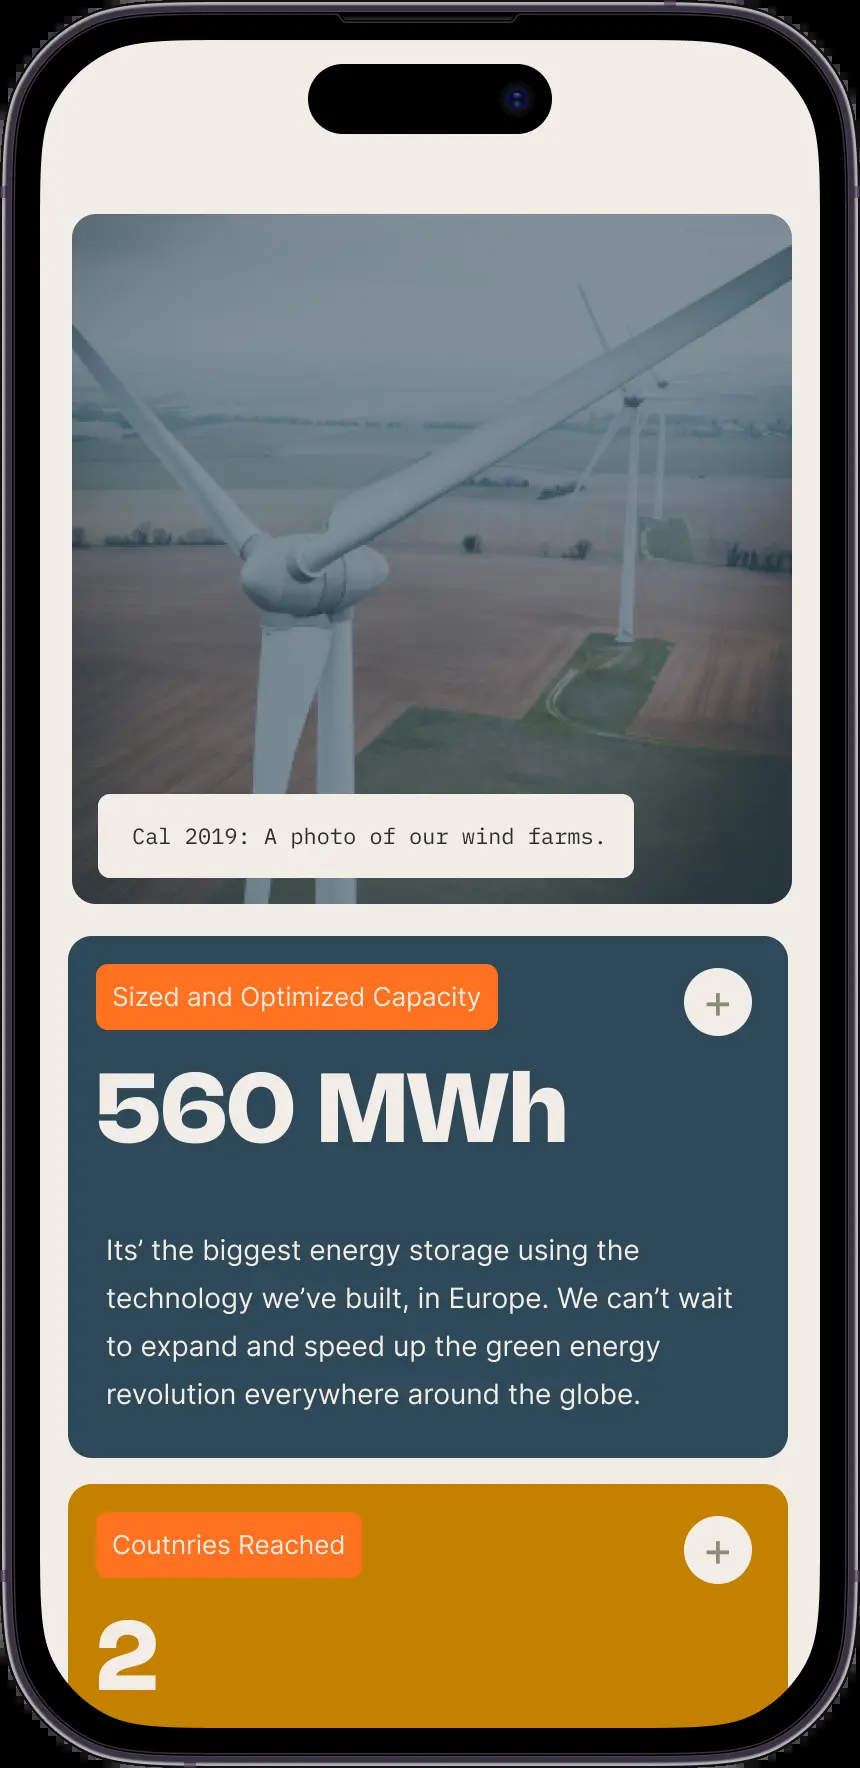 Cal 2019: A photo of our wind farms.
Sized and Optimized Capacity
+
560 MWh
Its’ the biggest energy storage using the
technology we’ve built, in Europe. We can’t wait
to expand and speed up the green energy
revolution everywhere around the globe.
Coutnries Reached
+
2